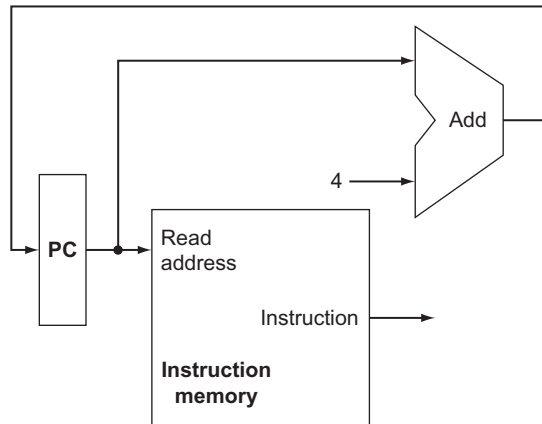 Add
4
PC
Read
address
Instruction
Instruction
memory